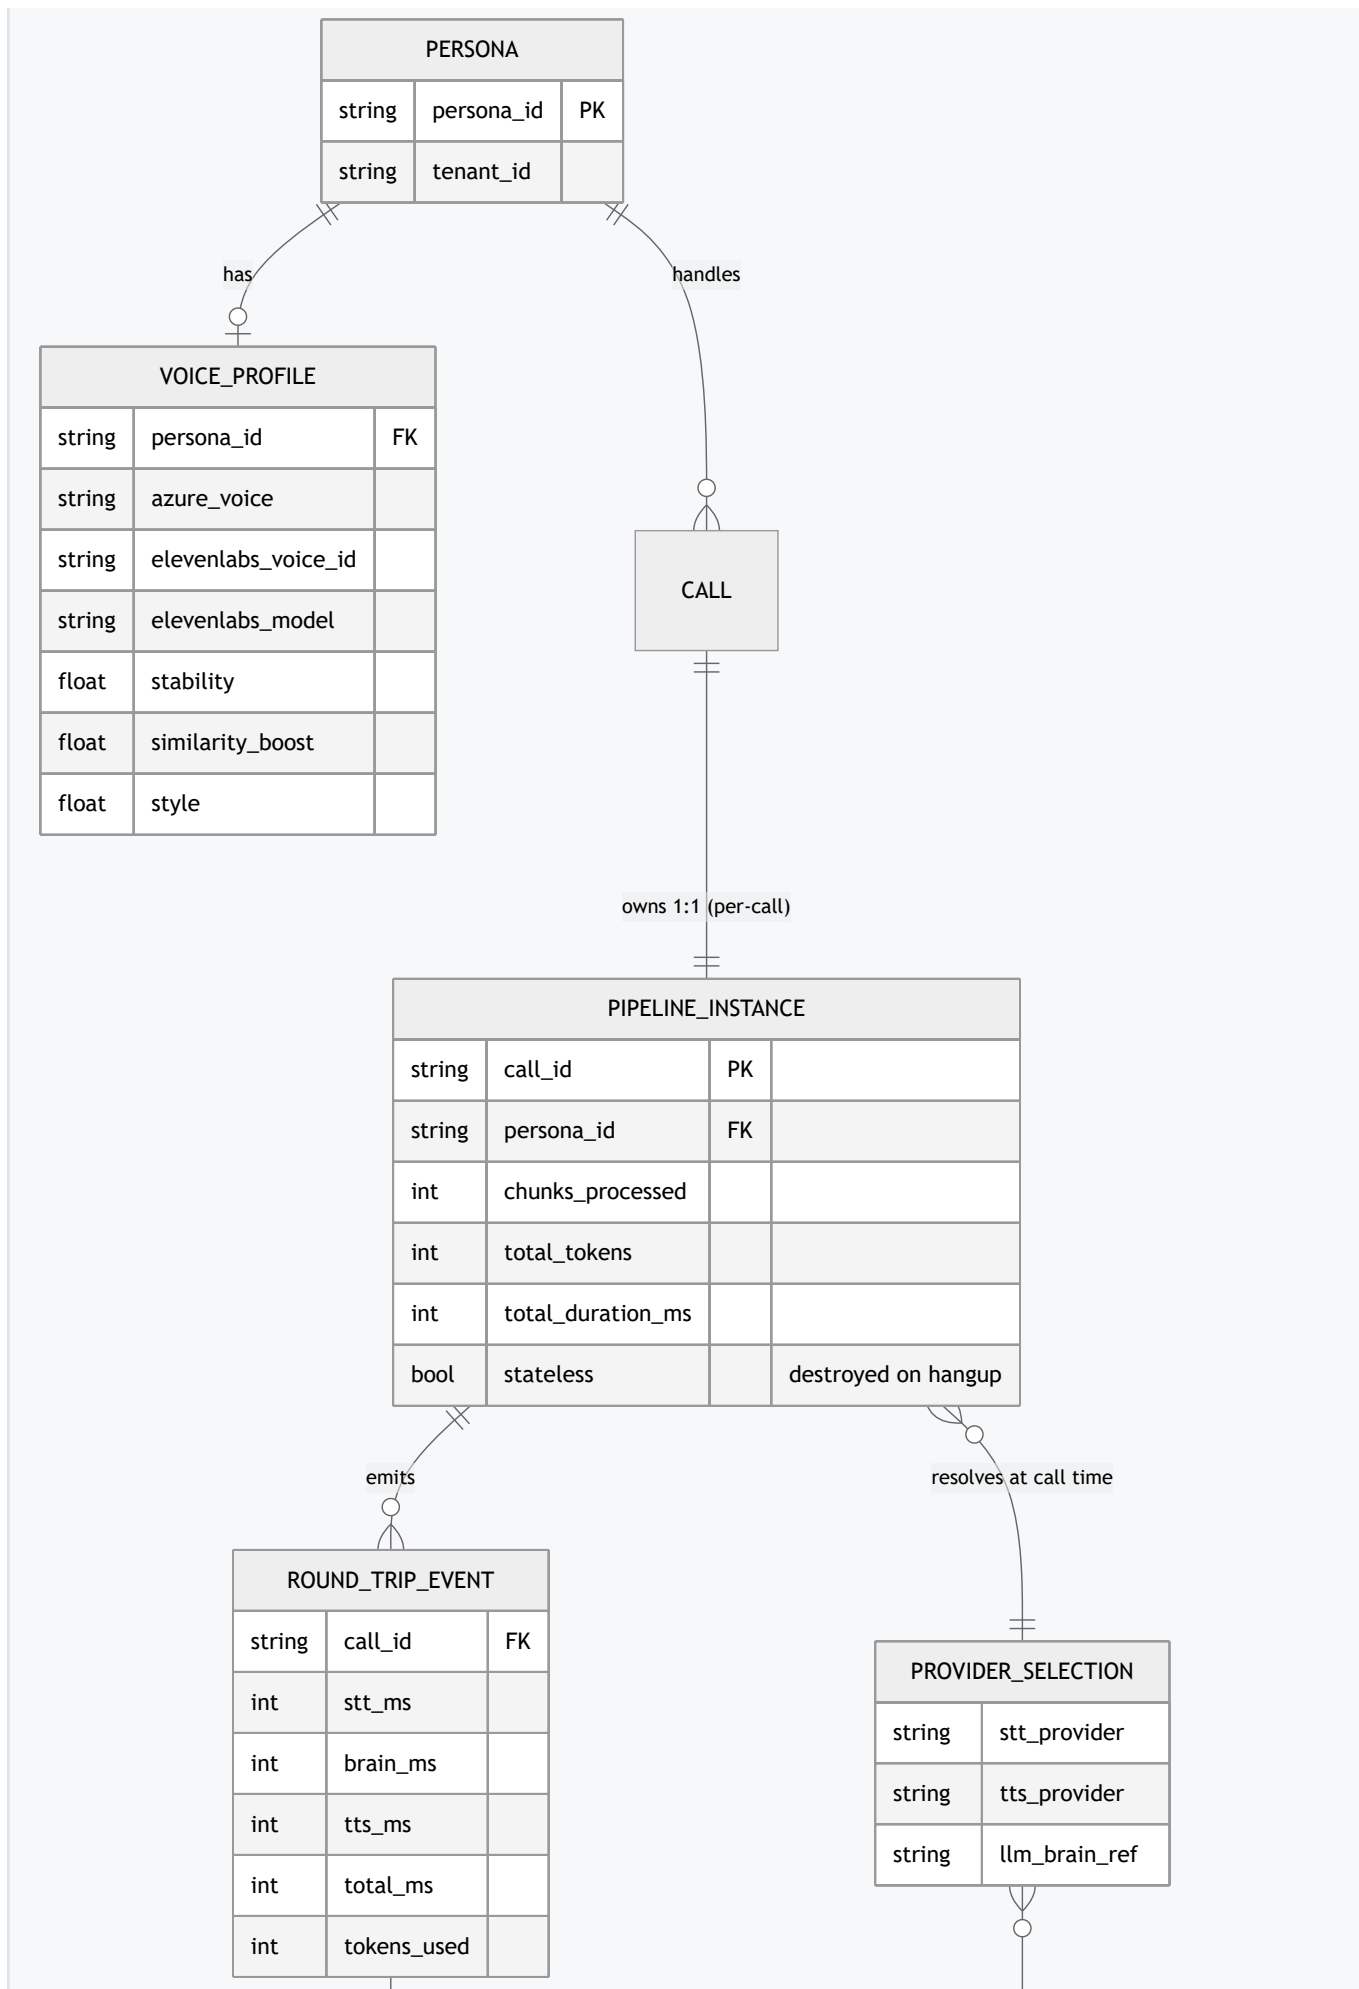 PERSONA
string persona_id PK
string tenant_id
has
handles
VOICE_PROFILE
string persona_id FK
string azure_voice
string elevenlabs_voice_id
string elevenlabs_model
float stability
float similarity_boost
float style
CALL
owns 1:1 (per-call)
PIPELINE_INSTANCE
string call_id PK
string persona_id FK
int chunks_processed
int total_tokens
int total_duration_ms
bool stateless destroyed on hangup
emits
resolves at call time
ROUND_TRIP_EVENT
string call_id FK
int stt_ms
int brain_ms
int tts_ms
int total_ms
int tokens_used
PROVIDER_SELECTION
string stt_provider
string tts_provider
string llm_brain_ref